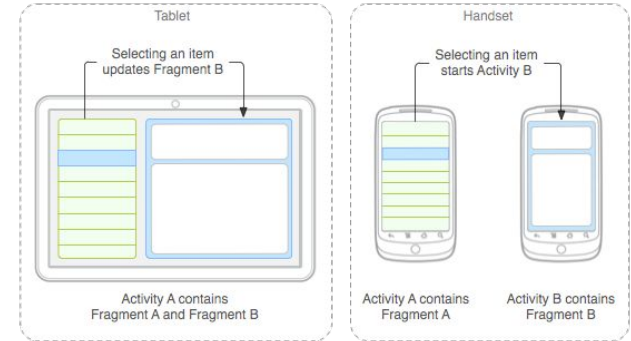 Tablet
Selecting an item
updates Fragment B
Activity A contains
Fragment A and Fragment B
Handset
Selecting an item
starts Activity B
Activity A contains
Fragment A
Activity B contains
Fragment B